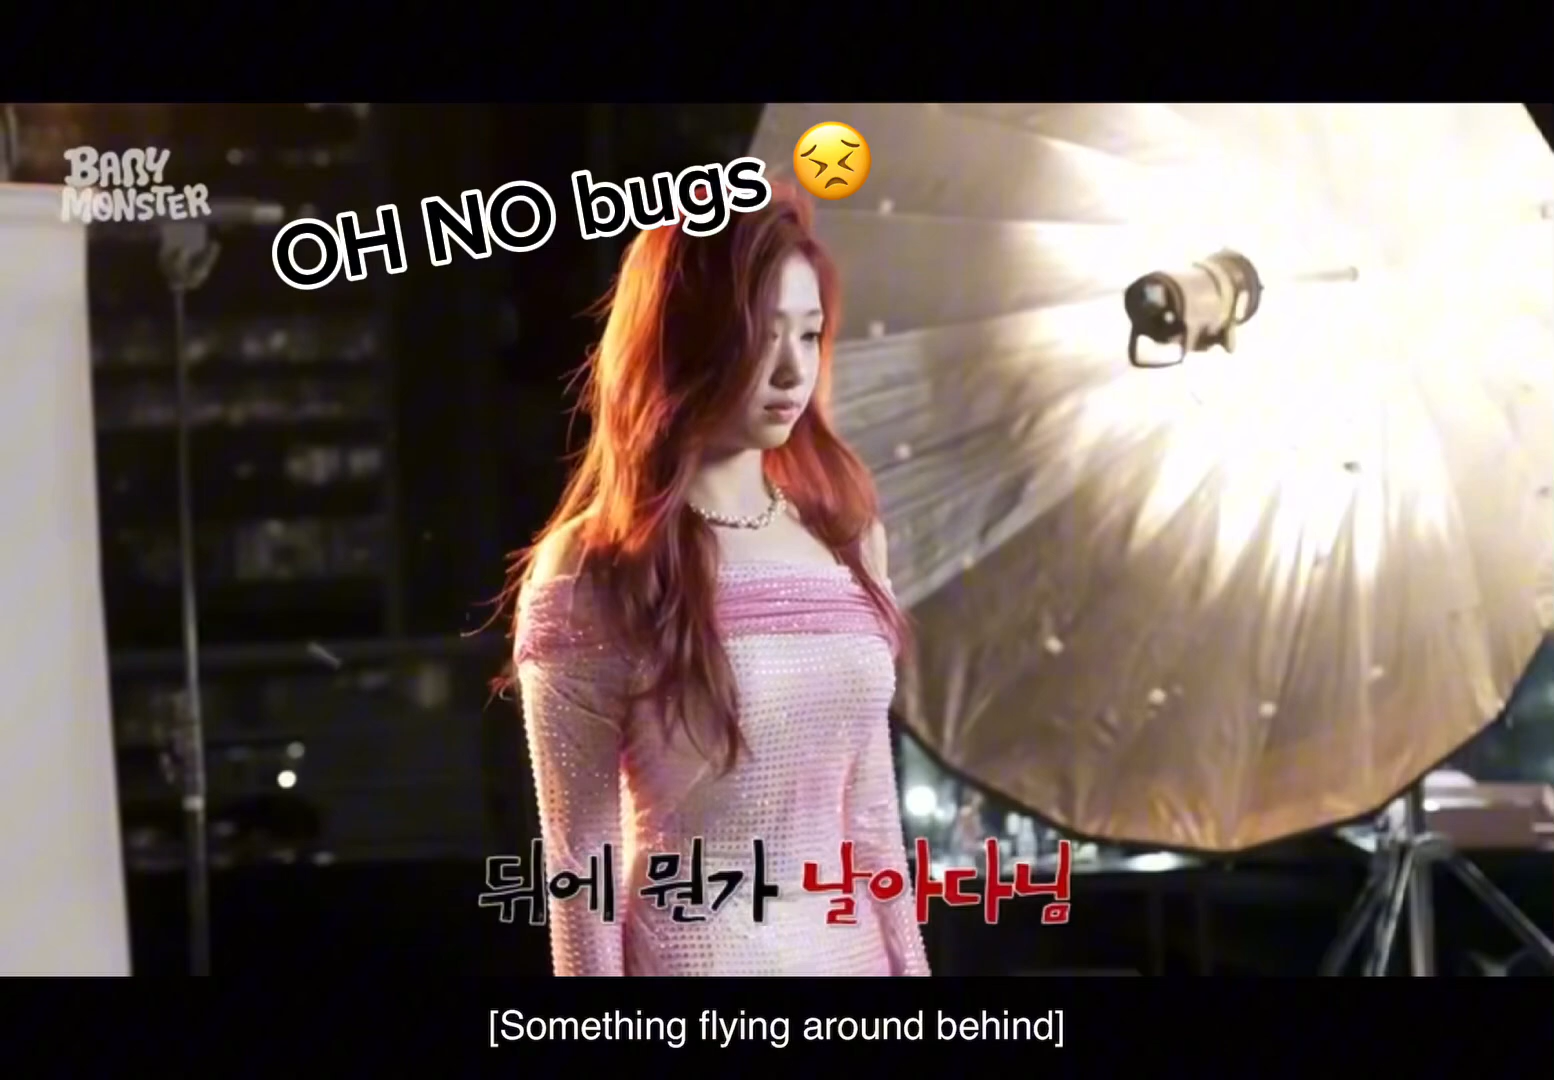 BABY
MONSTER
OH NO bugs 😣
뒤에 뭔가 날아다님
[Something flying around behind]